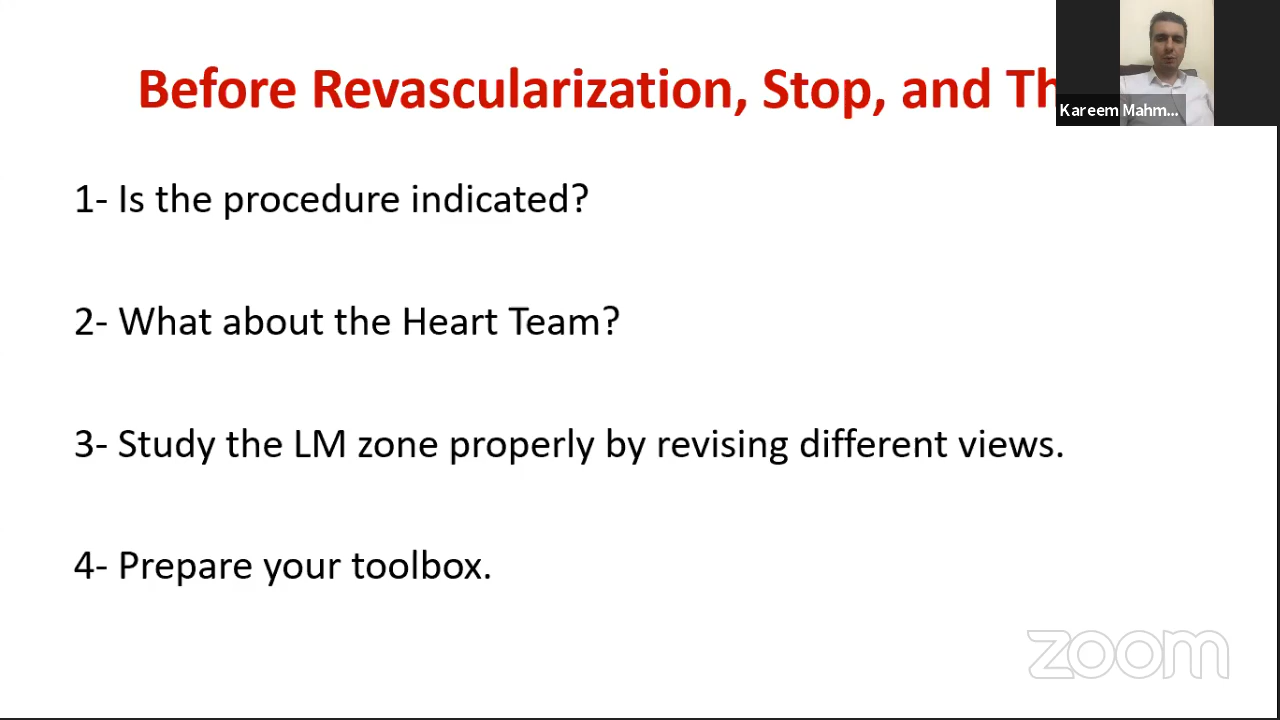 Before Revascularization, Stop, and Th
Kareem Mahm...
1- Is the procedure indicated?
2- What about the Heart Team?
3- Study the LM zone properly by revising different views.
4- Prepare your toolbox.
zoom